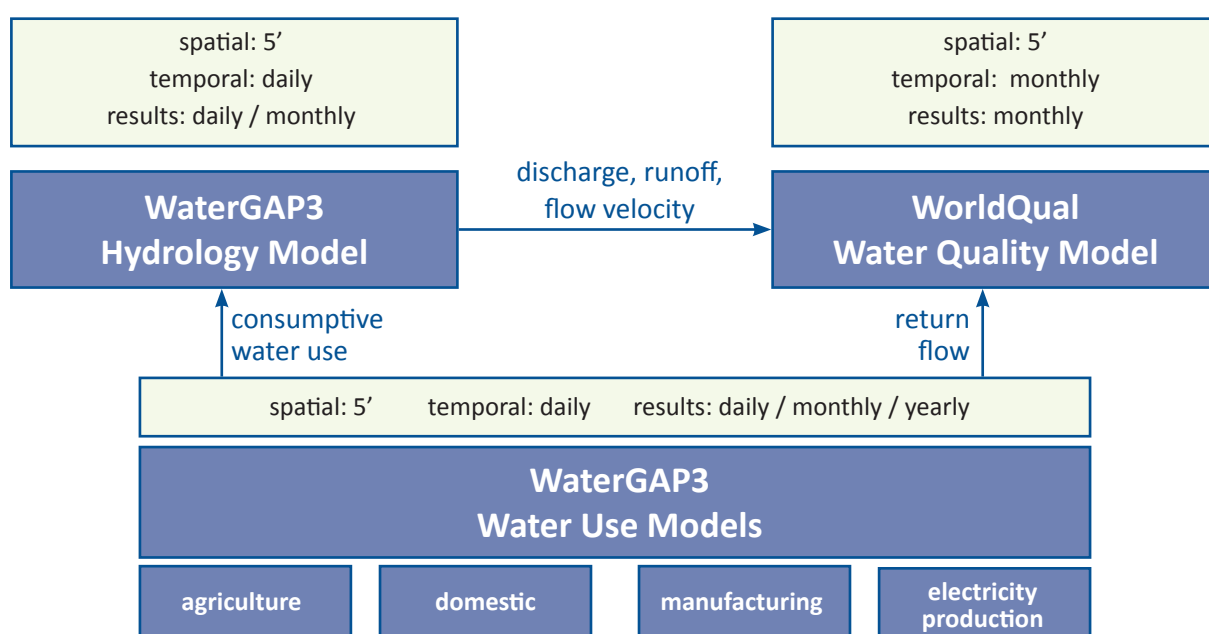 spatial: 5’
temporal: daily
results: daily / monthly
spatial: 5’
temporal: monthly
results: monthly
WaterGAP3
Hydrology Model
discharge, runoff,
flow velocity
WorldQual
Water Quality Model
consumptive
water use
return
flow
spatial: 5’ temporal: daily results: daily / monthly / yearly
WaterGAP3
Water Use Models
agriculture
domestic
manufacturing
electricity
production